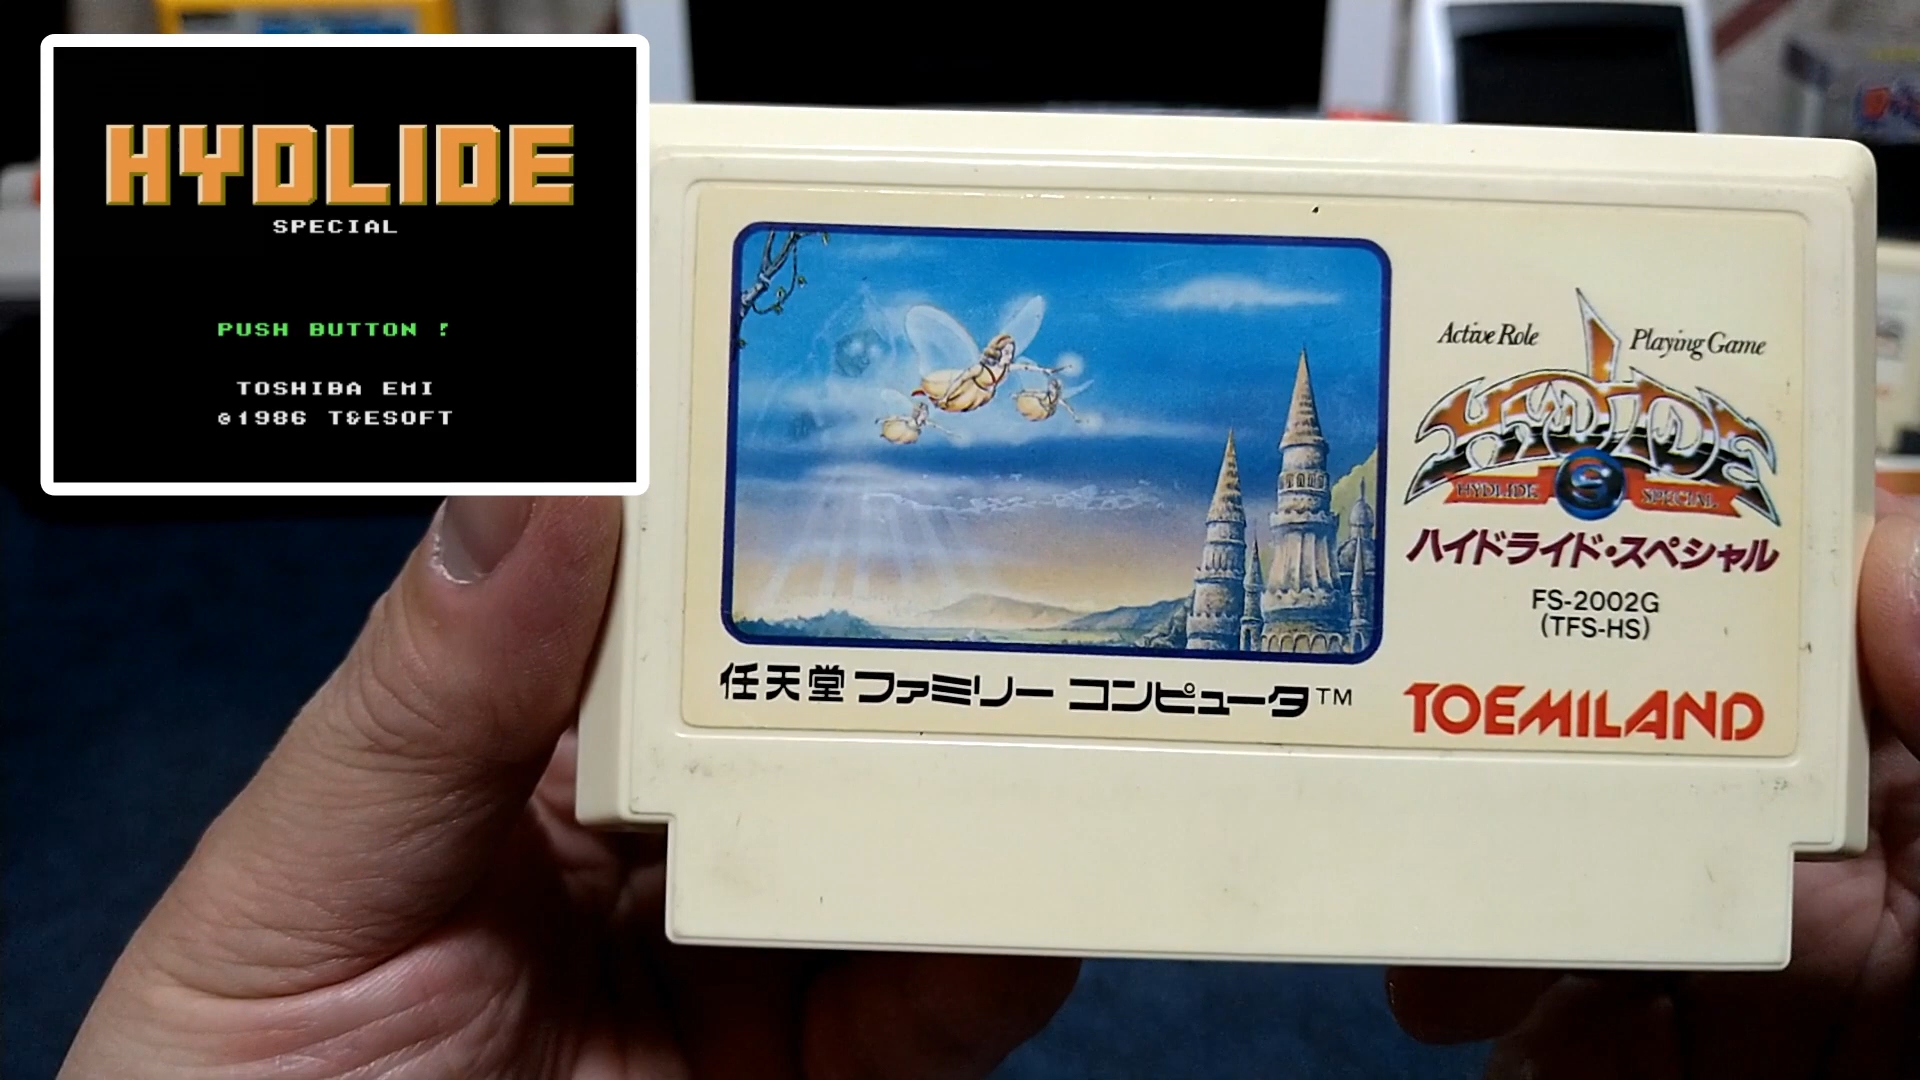 HYDLIDE
SPECIAL
PUSH BUTTON !
TOSHIBA EMI
©1986 T&ESOFT
Active Role Playing Game
HYDLIDE
HYDLIDE S SPECIAL
ハイドライド・スペシャル
FS-2002G
(TFS-HS)
任天堂 ファミリー コンピュータ™
TOEMILAND